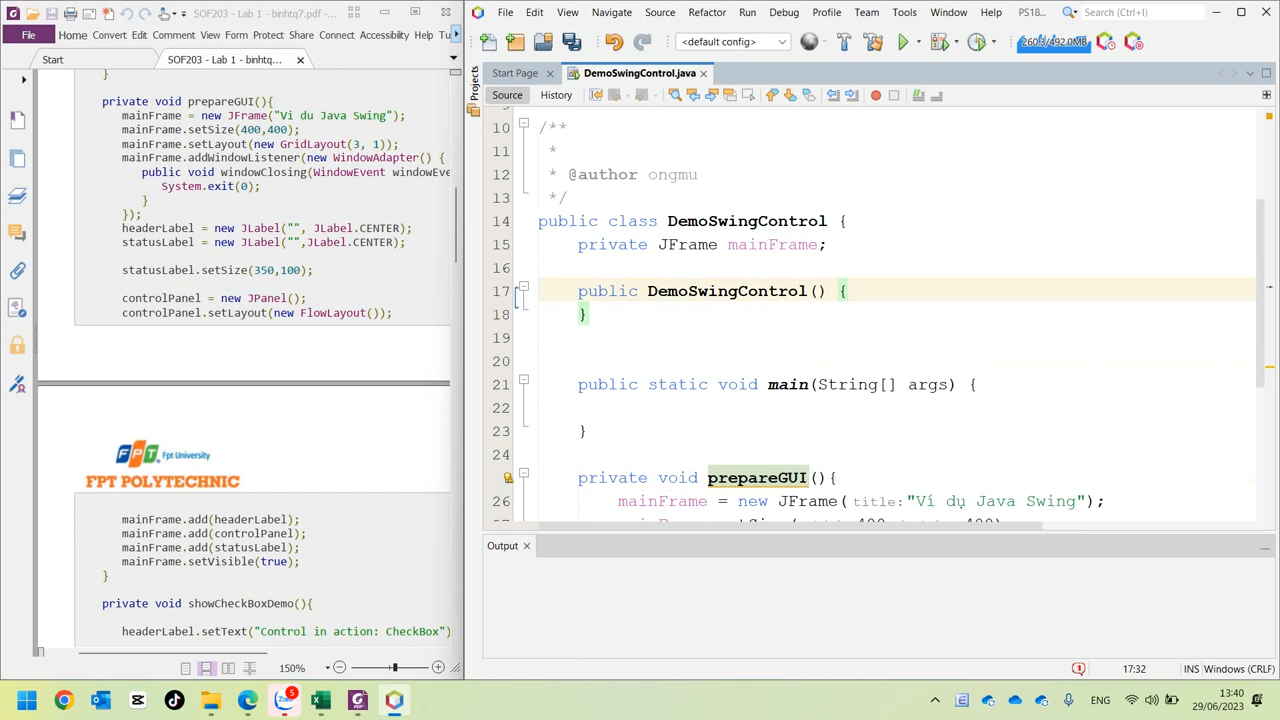 SOF203 - Lab 1 - binhtq7.pdf - ...
File
Home
Convert
Edit
Comment
View
Form
Protect
Share
Connect
Accessibility
Help
Start
SOF203 - Lab 1 - binhtq...
}
private void prepareGUI(){
mainFrame = new JFrame("Vi du Java Swing");
mainFrame.setSize(400,400);
mainFrame.setLayout(new GridLayout(3, 1));
mainFrame.addWindowListener(new WindowAdapter() {
public void windowClosing(WindowEvent windowEve
System.exit(0);
}
});
headerLabel = new JLabel("", JLabel.CENTER);
statusLabel = new JLabel("",JLabel.CENTER);
statusLabel.setSize(350,100);
controlPanel = new JPanel();
controlPanel.setLayout(new FlowLayout());
FPT Fpt University
FPT POLYTECHNIC
mainFrame.add(headerLabel);
mainFrame.add(controlPanel);
mainFrame.add(statusLabel);
mainFrame.setVisible(true);
}
private void showCheckBoxDemo(){
headerLabel.setText("Control in action: CheckBox")
150%
File Edit View Navigate Source Refactor Run Debug Profile Team Tools Window Help PS18... Search (Ctrl+I)
<default config>
Projects
Start Page
DemoSwingControl.java
Source History
10 /**
11 *
12 * @author ongmu
13 */
14 public class DemoSwingControl {
15 private JFrame mainFrame;
16
17 public DemoSwingControl() {
18 }
19
20
21 public static void main(String[] args) {
22
23 }
24
25 private void prepareGUI(){
26 mainFrame = new JFrame(title:"Ví dụ Java Swing");
Output
17:32 INS Windows (CRLF)
5
ENG
13:40
29/06/2023